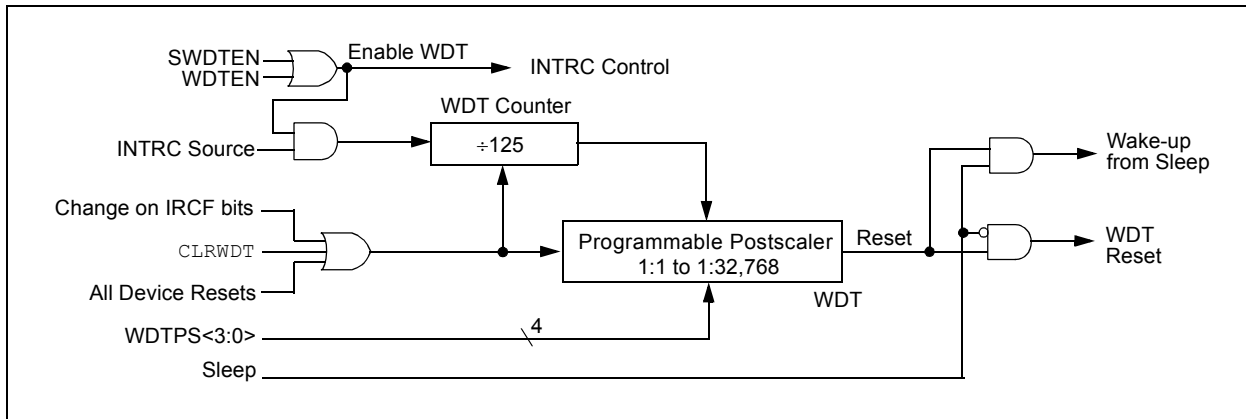 SWDTEN
WDTEN
Enable WDT
INTRC Control
WDT Counter
INTRC Source
÷125
Wake-up
from Sleep
Change on IRCF bits
CLRWDT
All Device Resets
Programmable Postscaler
1:1 to 1:32,768
Reset
WDT
WDT
Reset
WDTPS<3:0>
4
Sleep